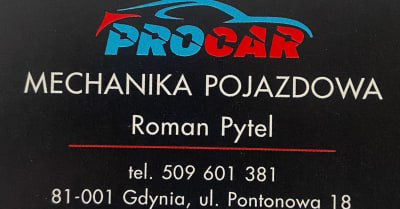 PROCAR
MECHANIKA POJAZDOWA
Roman Pytel
tel. 509 601 381
81-001 Gdynia, ul. Pontonowa 18